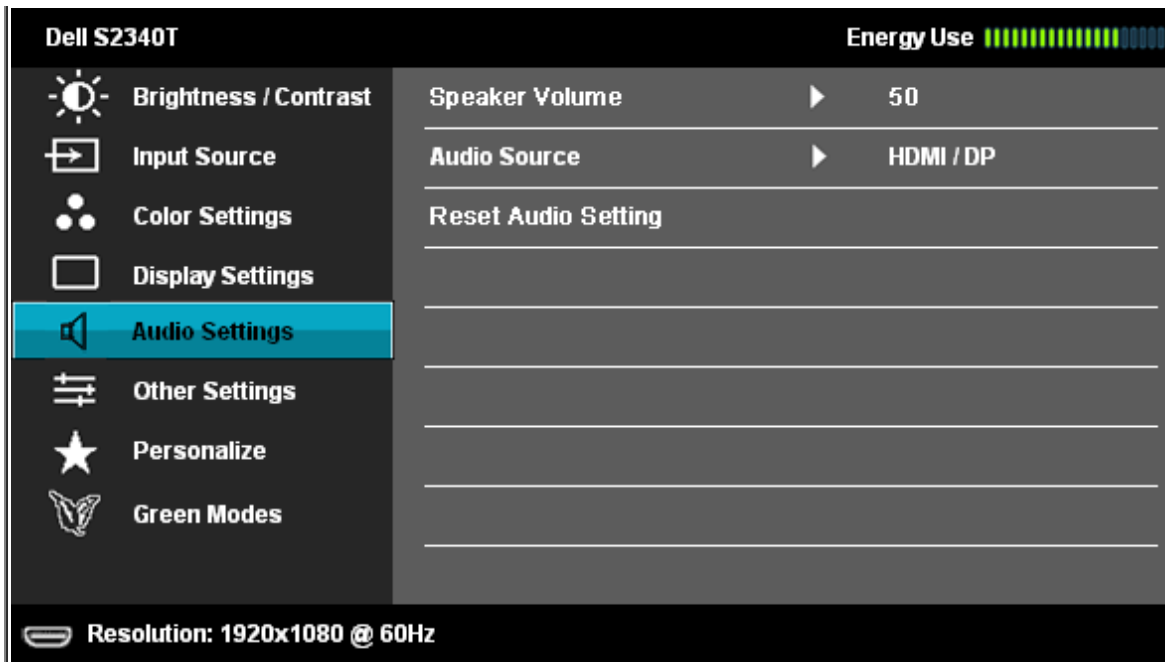 Dell S2340T Energy Use
Brightness / Contrast Speaker Volume 50
Input Source Audio Source HDMI / DP
Color Settings Reset Audio Setting
Display Settings
Audio Settings
Other Settings
Personalize
Green Modes
Resolution: 1920x1080 @ 60Hz